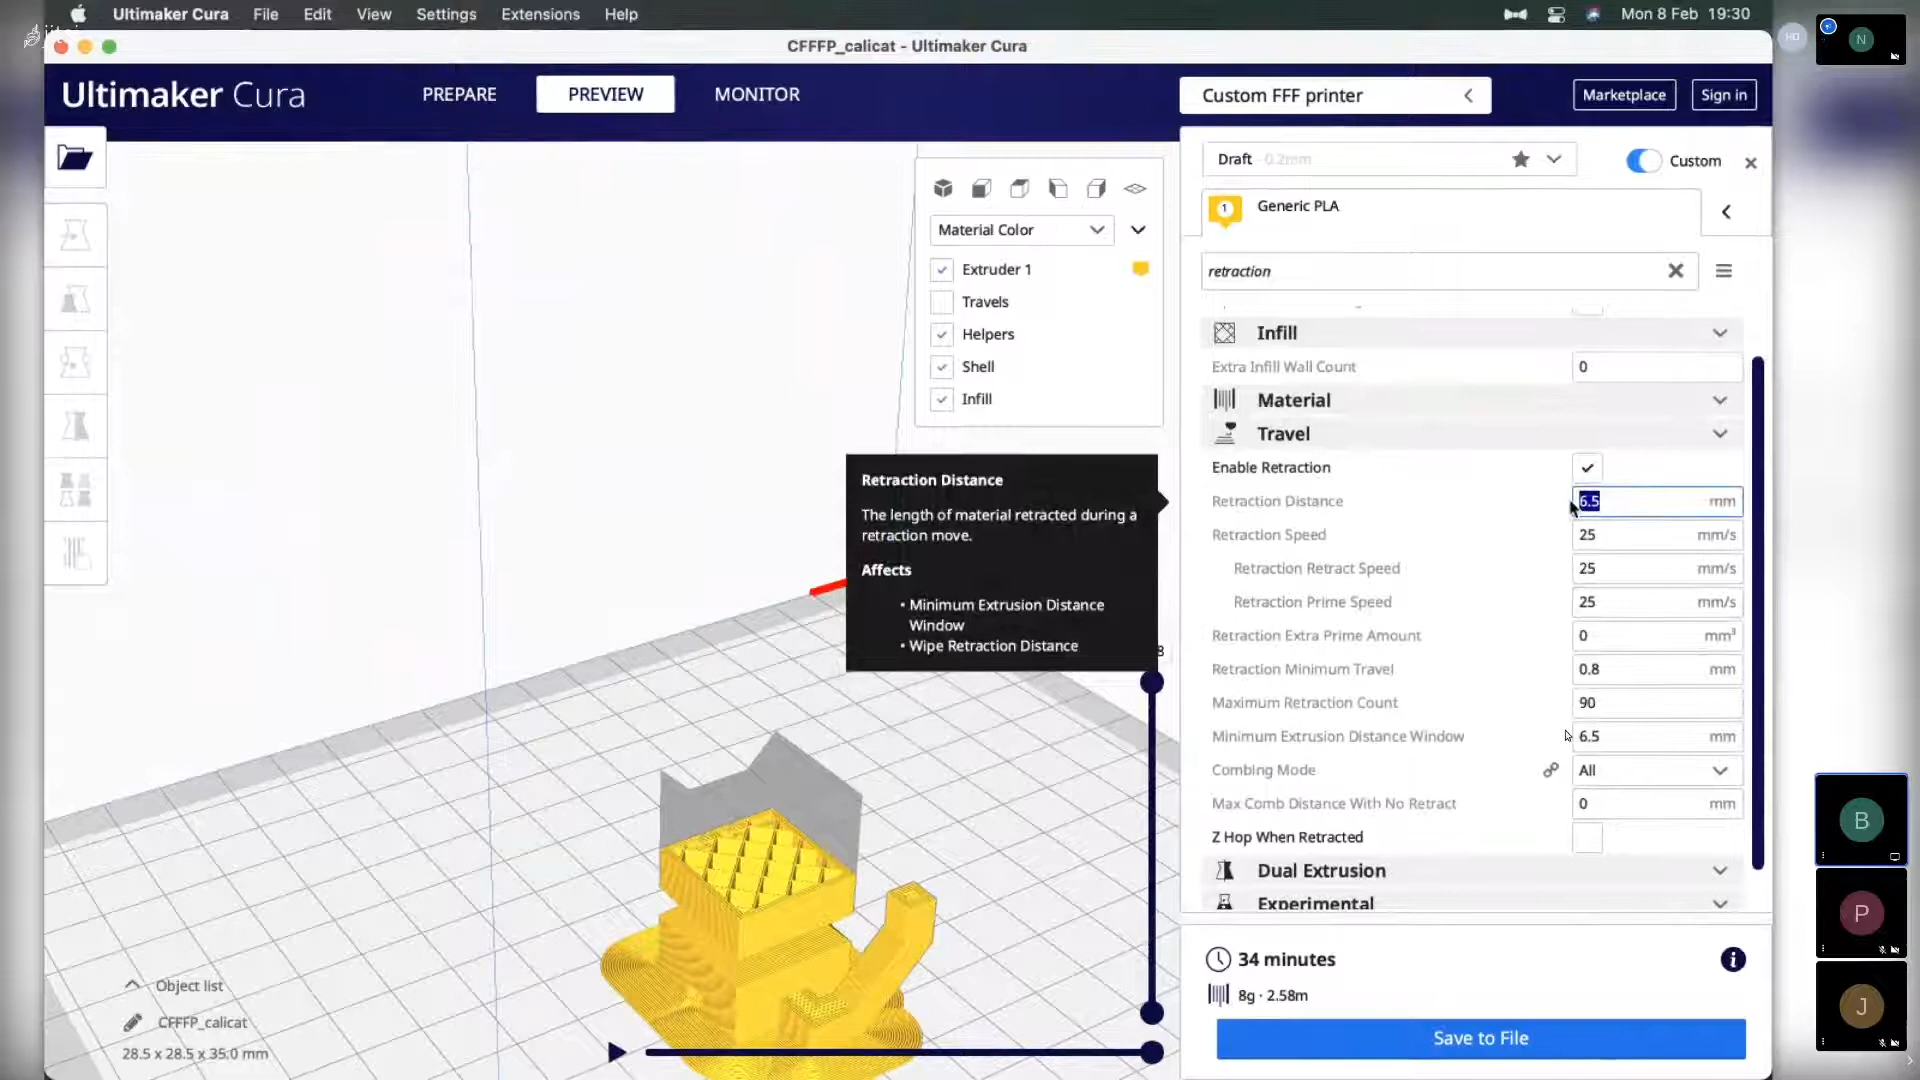 Ultimaker Cura File Edit View Settings Extensions Help
Mon 8 Feb 19:30
CFFFP_calicat - Ultimaker Cura
Ultimaker Cura
PREPARE
PREVIEW
MONITOR
Custom FFF printer
Marketplace
Sign in
HD
N
Draft 0.2mm
Custom
1
Generic PLA
retraction
Material Color
Extruder 1
Travels
Helpers
Shell
Infill
Infill
Extra Infill Wall Count 0
Material
Travel
Enable Retraction
Retraction Distance 6.5 mm
Retraction Speed 25 mm/s
Retraction Retract Speed 25 mm/s
Retraction Prime Speed 25 mm/s
Retraction Extra Prime Amount 0 mm³
Retraction Minimum Travel 0.8 mm
Maximum Retraction Count 90
Minimum Extrusion Distance Window 6.5 mm
Combing Mode All
Max Comb Distance With No Retract 0 mm
Z Hop When Retracted
Dual Extrusion
Experimental
Retraction Distance
The length of material retracted during a
retraction move.
Affects
• Minimum Extrusion Distance
Window
• Wipe Retraction Distance
34 minutes
8g · 2.58m
Save to File
Object list
CFFFP_calicat
28.5 x 28.5 x 35.0 mm
B
P
J